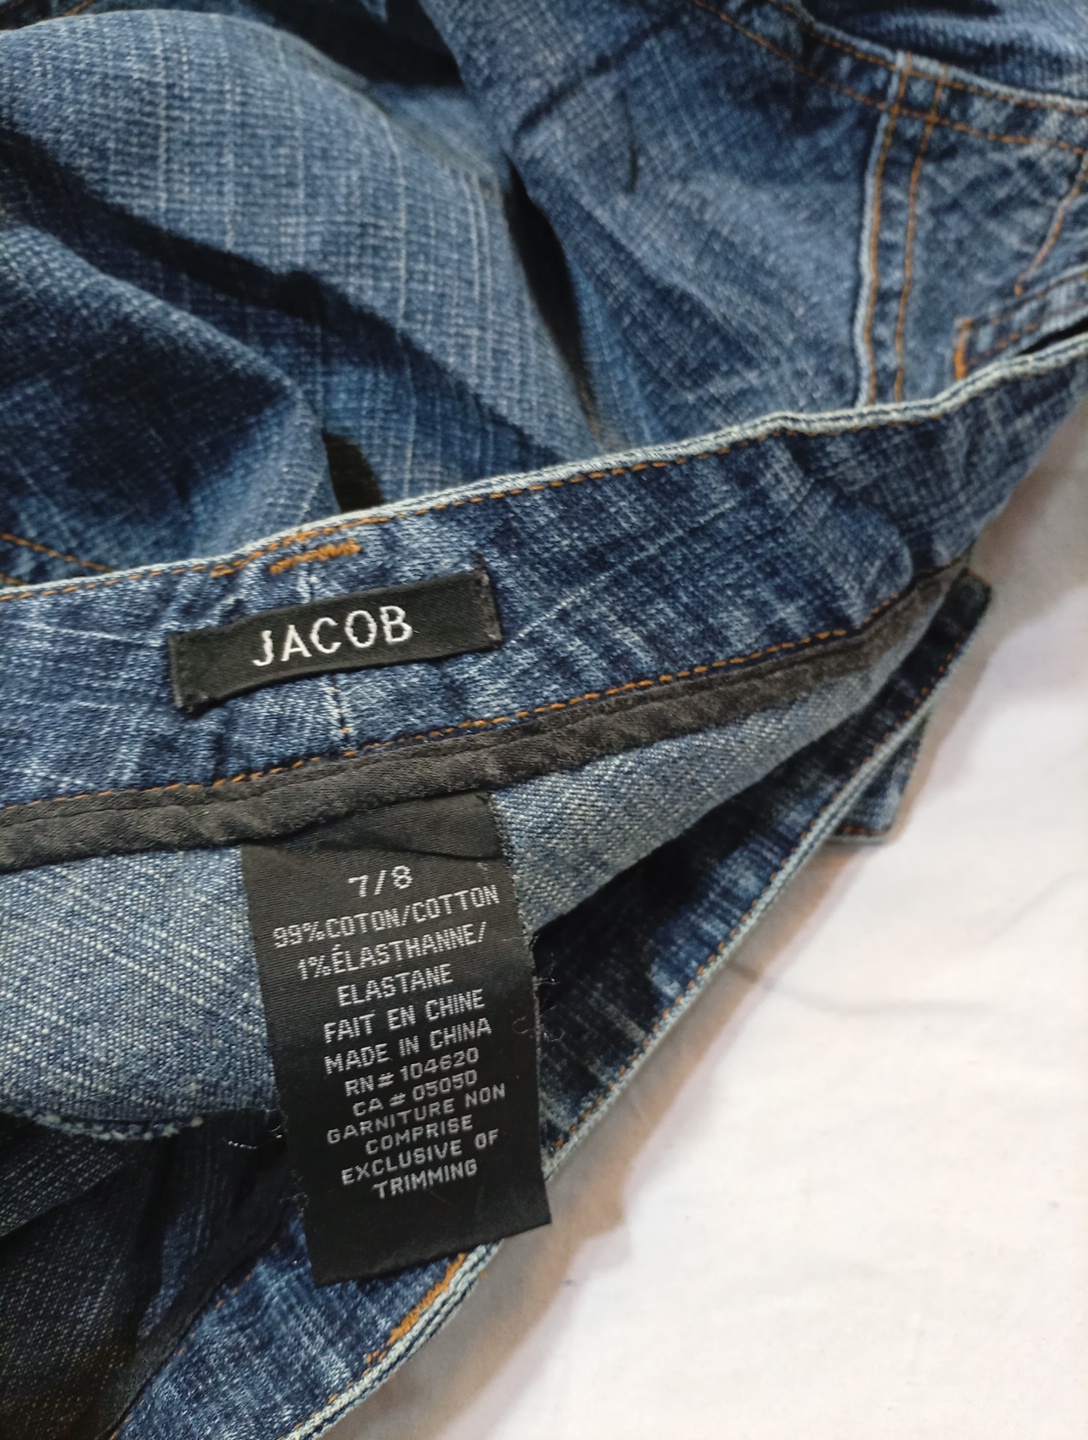 JACOB
7/8
99%COTON/COTTON
1%ÉLASTHANNE/
ELASTANE
FAIT EN CHINE
MADE IN CHINA
RN# 104620
CA # 05050
GARNITURE NON
COMPRISE
EXCLUSIVE OF
TRIMMING